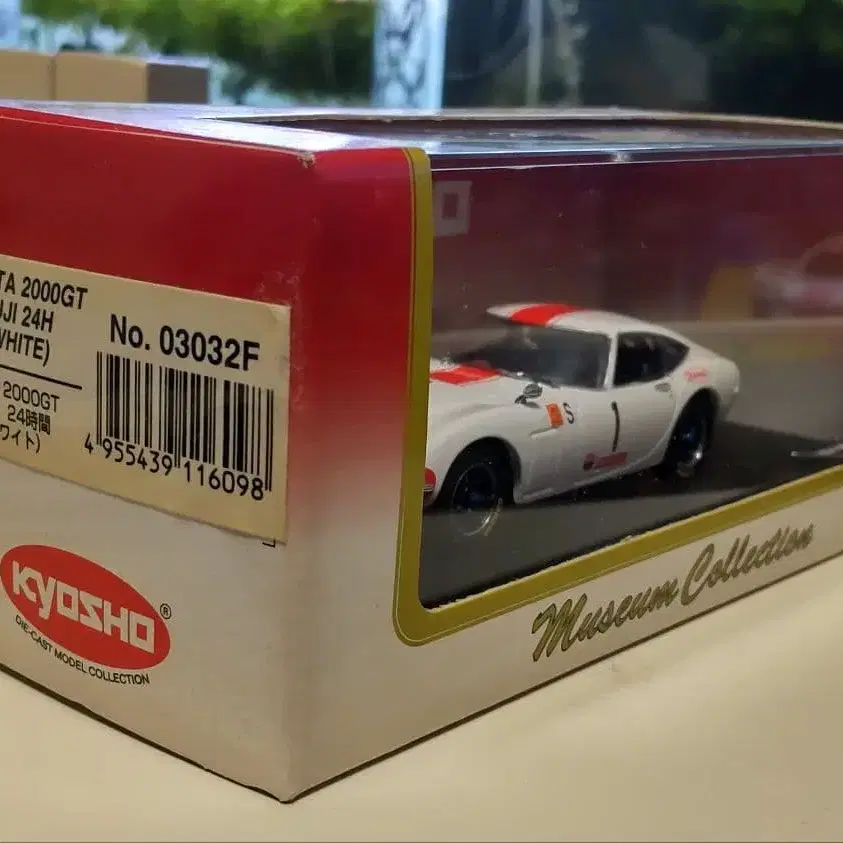 TA 2000GT
JI 24H
WHITE)
No. 03032F
2000GT
24時間
ワイト)
4 955439 116098
KYOSHO®
DIE-CAST MODEL COLLECTION
S
1
Museum Collection